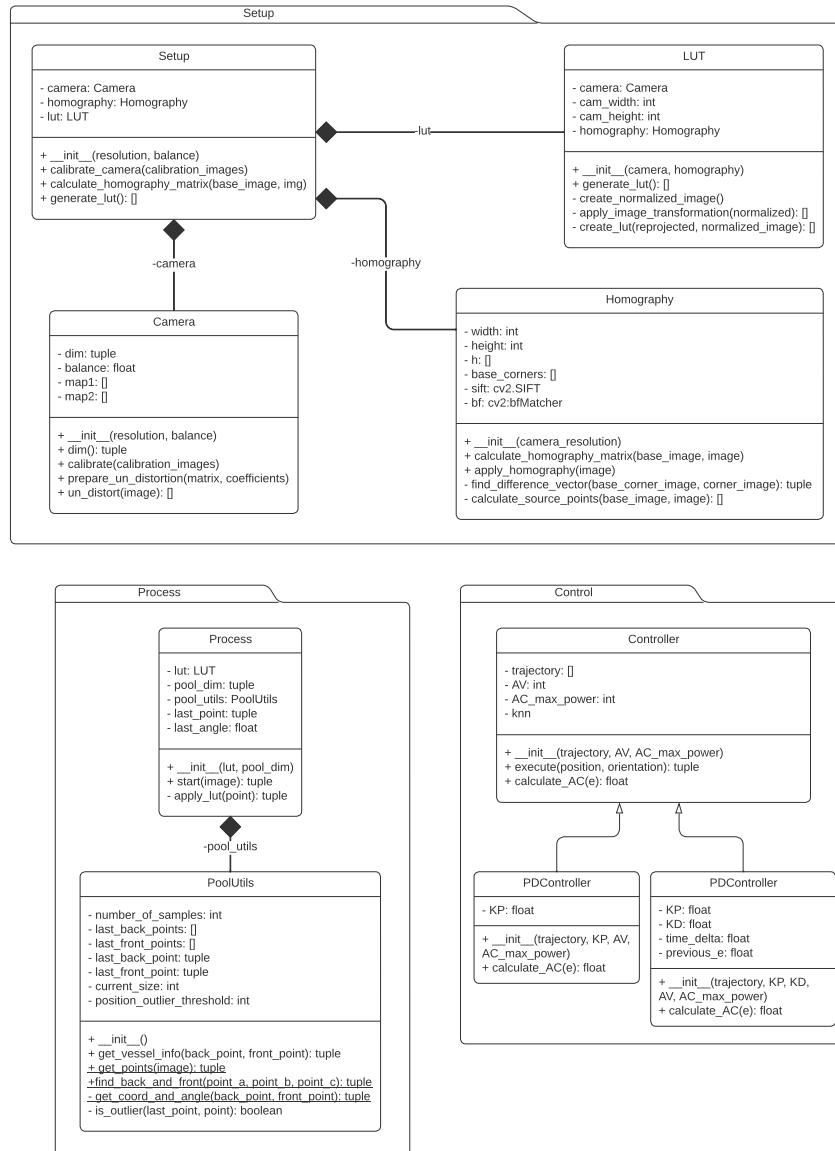 Setup
Setup
- camera: Camera
- homography: Homography
- lut: LUT
+ __init__(resolution, balance)
+ calibrate_camera(calibration_images)
+ calculate_homography_matrix(base_image, img)
+ generate_lut(): []
-lut
LUT
- camera: Camera
- cam_width: int
- cam_height: int
- homography: Homography
+ __init__(camera, homography)
+ generate_lut(): []
- create_normalized_image()
- apply_image_transformation(normalized): []
- create_lut(reprojected, normalized_image): []
-camera
-homography
Camera
- dim: tuple
- balance: float
- map1: []
- map2: []
+ __init__(resolution, balance)
+ dim(): tuple
+ calibrate(calibration_images)
+ prepare_un_distortion(matrix, coefficients)
+ un_distort(image): []
Homography
- width: int
- height: int
- h: []
- base_corners: []
- sift: cv2.SIFT
- bf: cv2:bfMatcher
+ __init__(camera_resolution)
+ calculate_homography_matrix(base_image, image)
+ apply_homography(image)
- find_difference_vector(base_corner_image, corner_image): tuple
- calculate_source_points(base_image, image): []
Process
Process
- lut: LUT
- pool_dim: tuple
- pool_utils: PoolUtils
- last_point: tuple
- last_angle: float
+ __init__(lut, pool_dim)
+ start(image): tuple
- apply_lut(point): tuple
-pool_utils
PoolUtils
- number_of_samples: int
- last_back_points: []
- last_front_points: []
- last_back_point: tuple
- last_front_point: tuple
- current_size: int
- position_outlier_threshold: int
+ __init__()
+ get_vessel_info(back_point, front_point): tuple
+ get_points(image): tuple
+find_back_and_front(point_a, point_b, point_c): tuple
- get_coord_and_angle(back_point, front_point): tuple
- is_outlier(last_point, point): boolean
Control
Controller
- trajectory: []
- AV: int
- AC_max_power: int
- knn
+ __init__(trajectory, AV, AC_max_power)
+ execute(position, orientation): tuple
+ calculate_AC(e): float
PDController
- KP: float
+ __init__(trajectory, KP, AV,
AC_max_power)
+ calculate_AC(e): float
PDController
- KP: float
- KD: float
- time_delta: float
- previous_e: float
+ __init__(trajectory, KP, KD,
AV, AC_max_power)
+ calculate_AC(e): float